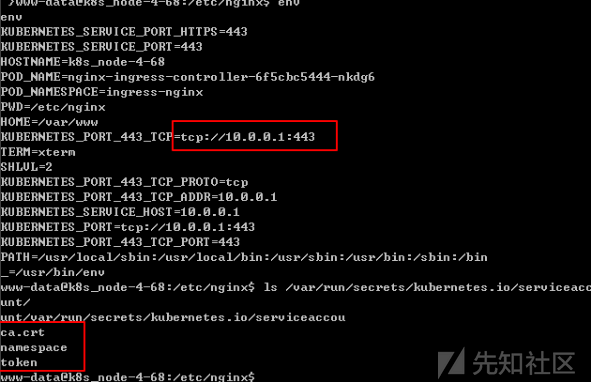 www-data@k8s_node-4-68:/etc/nginx$ env
env
KUBERNETES_SERVICE_PORT_HTTPS=443
KUBERNETES_SERVICE_PORT=443
HOSTNAME=k8s_node-4-68
POD_NAME=nginx-ingress-controller-6f5cbc5444-nkdg6
POD_NAMESPACE=ingress-nginx
PWD=/etc/nginx
HOME=/var/www
KUBERNETES_PORT_443_TCP=tcp://10.0.0.1:443
TERM=xterm
SHLVL=2
KUBERNETES_PORT_443_TCP_PROTO=tcp
KUBERNETES_PORT_443_TCP_ADDR=10.0.0.1
KUBERNETES_SERVICE_HOST=10.0.0.1
KUBERNETES_PORT=tcp://10.0.0.1:443
KUBERNETES_PORT_443_TCP_PORT=443
PATH=/usr/local/sbin:/usr/local/bin:/usr/sbin:/usr/bin:/sbin:/bin
_=/usr/bin/env
www-data@k8s_node-4-68:/etc/nginx$ ls /var/run/secrets/kubernetes.io/serviceacc
unt/
unt/var/run/secrets/kubernetes.io/serviceaccou
ca.crt
namespace
token
www-data@k8s_node-4-68:/etc/nginx$
先知社区